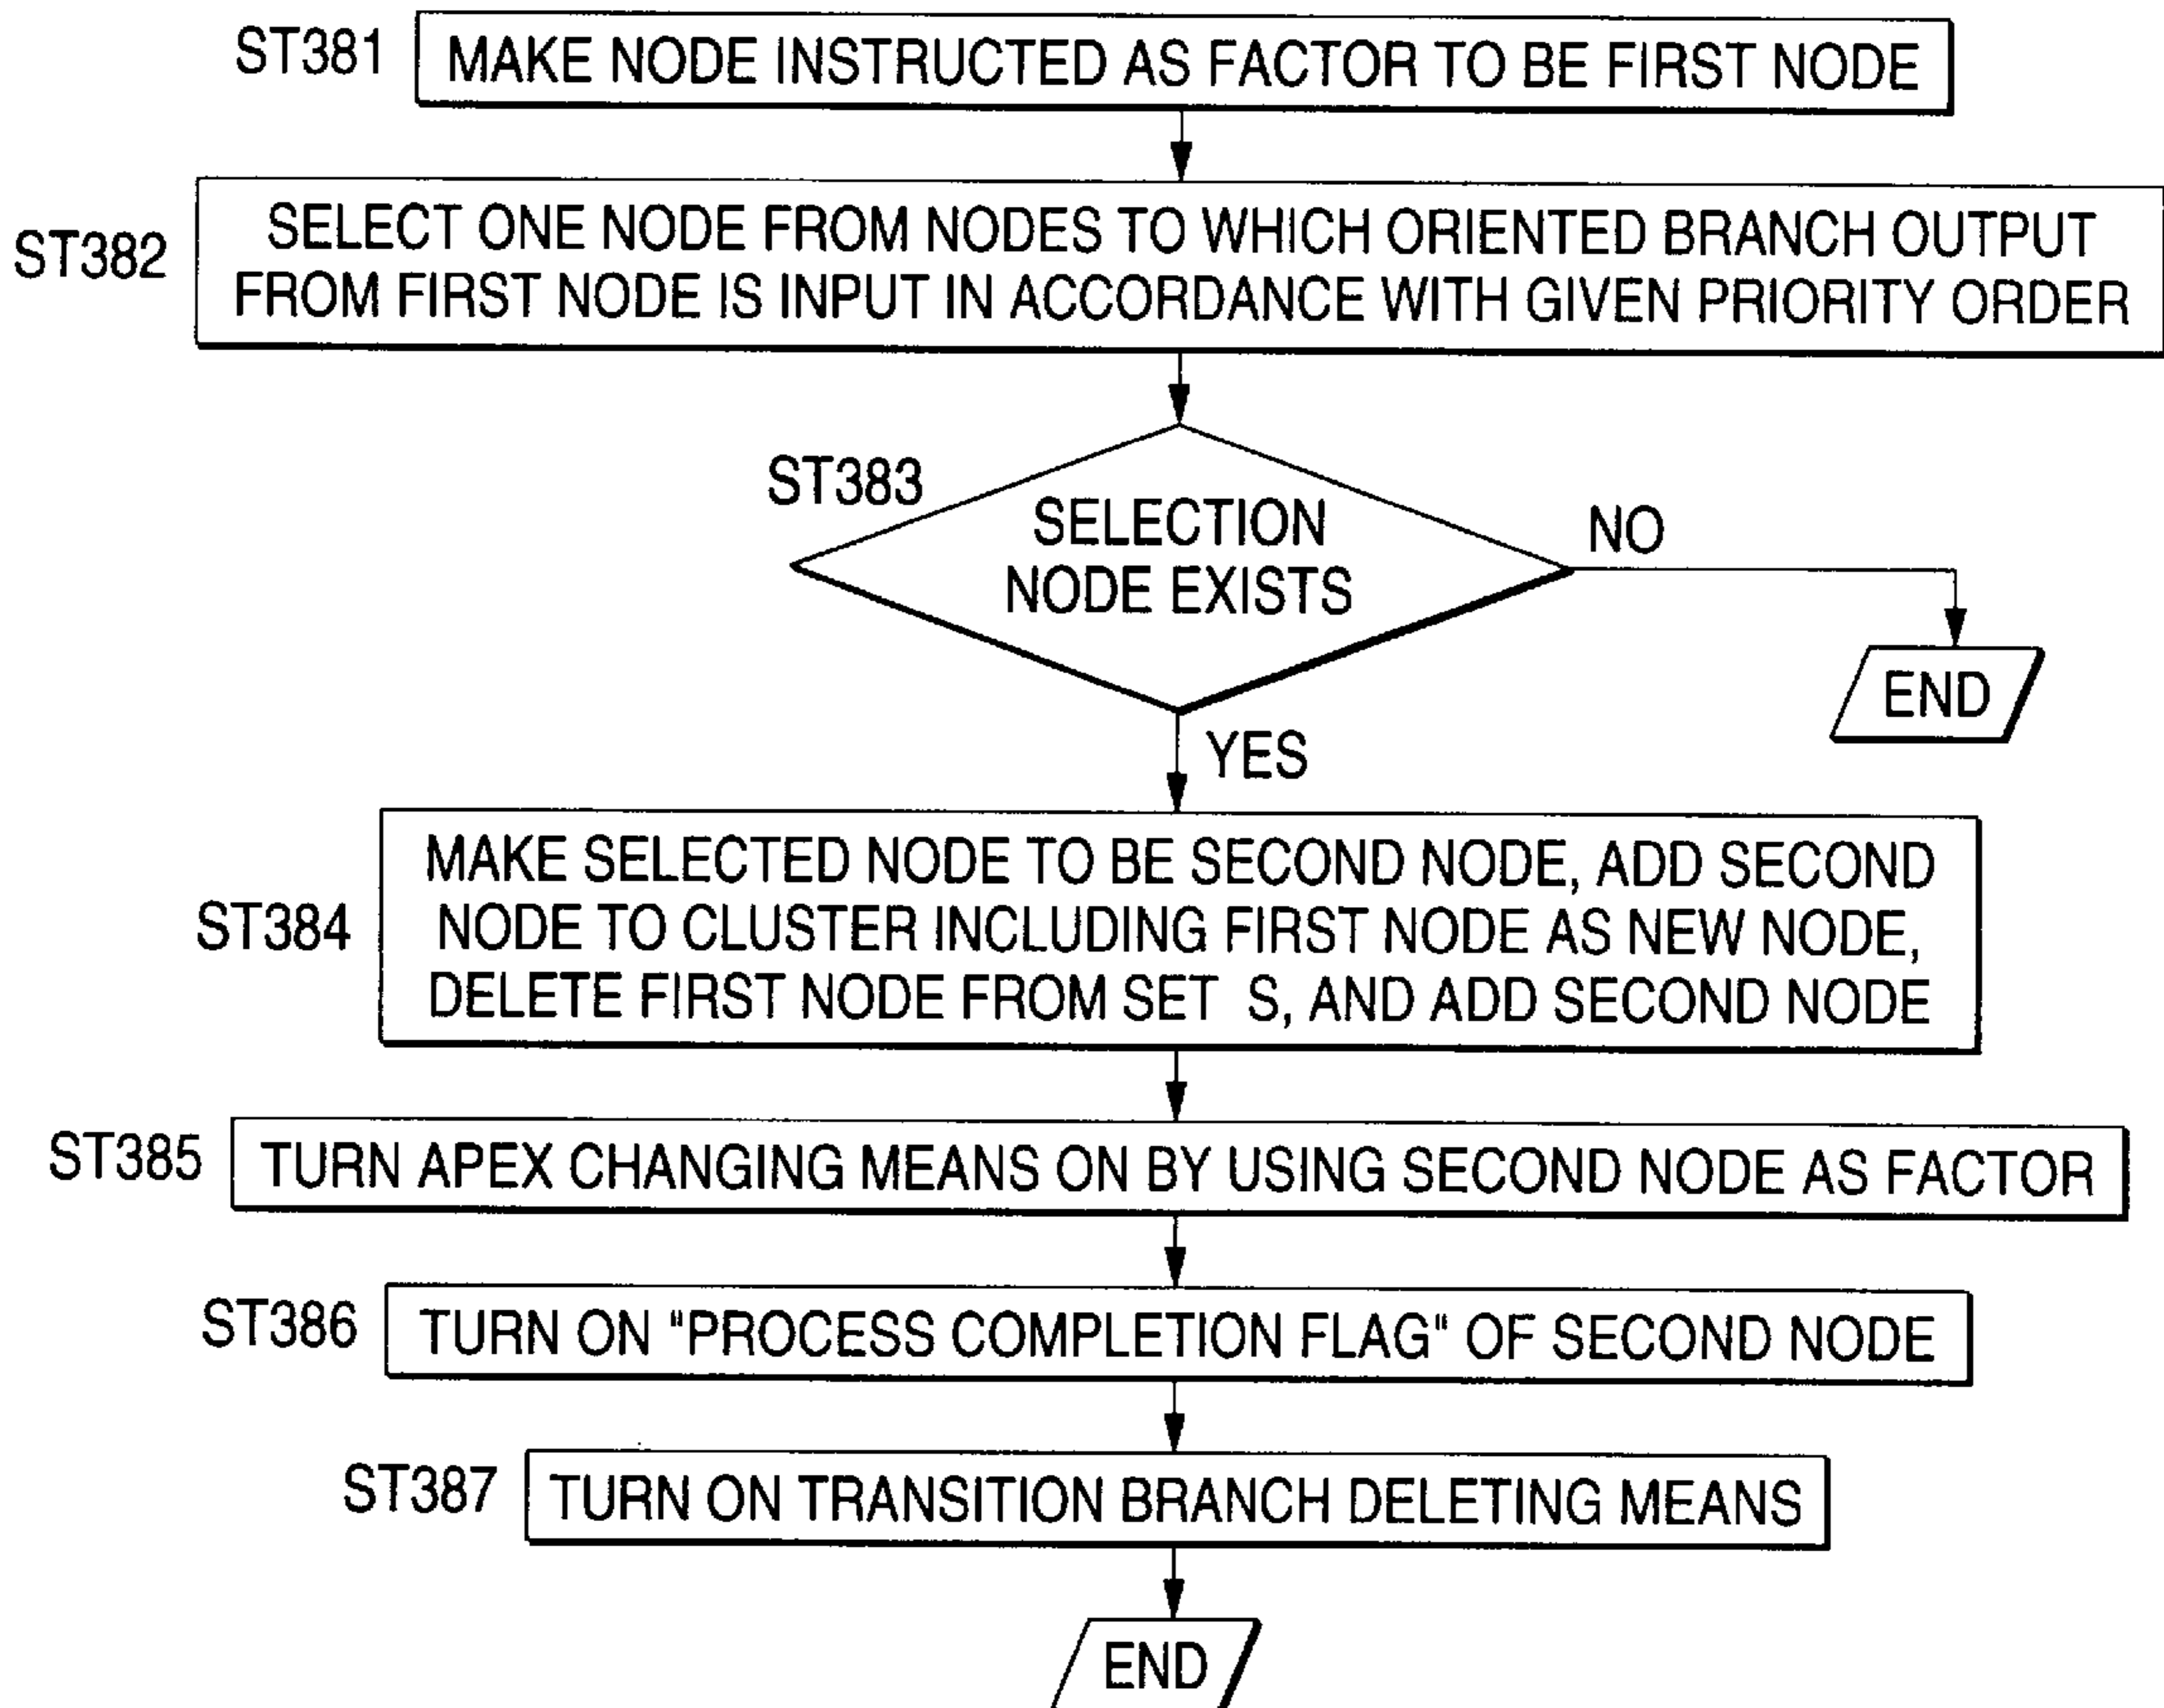 ST381
MAKE NODE INSTRUCTED AS FACTOR TO BE FIRST NODE
ST382
SELECT ONE NODE FROM NODES TO WHICH ORIENTED BRANCH OUTPUT
FROM FIRST NODE IS INPUT IN ACCORDANCE WITH GIVEN PRIORITY ORDER
ST383
SELECTION
NODE EXISTS
NO
END
YES
ST384
MAKE SELECTED NODE TO BE SECOND NODE, ADD SECOND
NODE TO CLUSTER INCLUDING FIRST NODE AS NEW NODE,
DELETE FIRST NODE FROM SET S, AND ADD SECOND NODE
ST385
TURN APEX CHANGING MEANS ON BY USING SECOND NODE AS FACTOR
ST386
TURN ON "PROCESS COMPLETION FLAG" OF SECOND NODE
ST387
TURN ON TRANSITION BRANCH DELETING MEANS
END